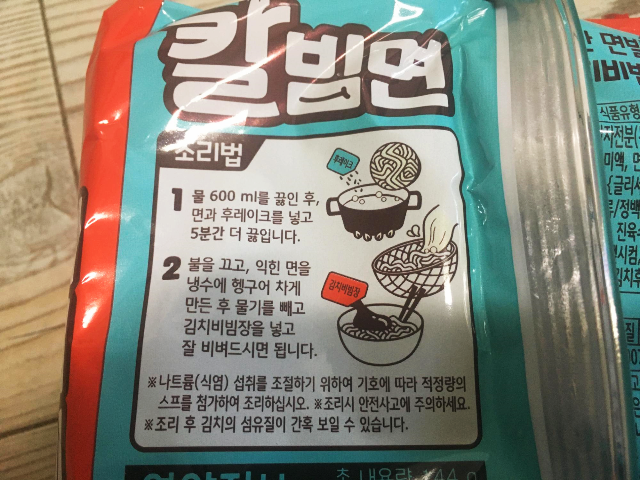 칼빔면
조리법
1 물 600 ml를 끓인 후,
면과 후레이크를 넣고
5분간 더 끓입니다.
후레이크
2 불을 끄고, 익힌 면을
냉수에 헹구어 차게
만든 후 물기를 빼고
김치비빔장을 넣고
잘 비벼드시면 됩니다.
김치비빔장
※ 나트륨(식염) 섭취를 조절하기 위하여 기호에 따라 적정량의
스프를 첨가하여 조리하십시오. ※조리시 안전사고에 주의하세요.
※ 조리 후 김치의 섬유질이 간혹 보일 수 있습니다.
식품유형